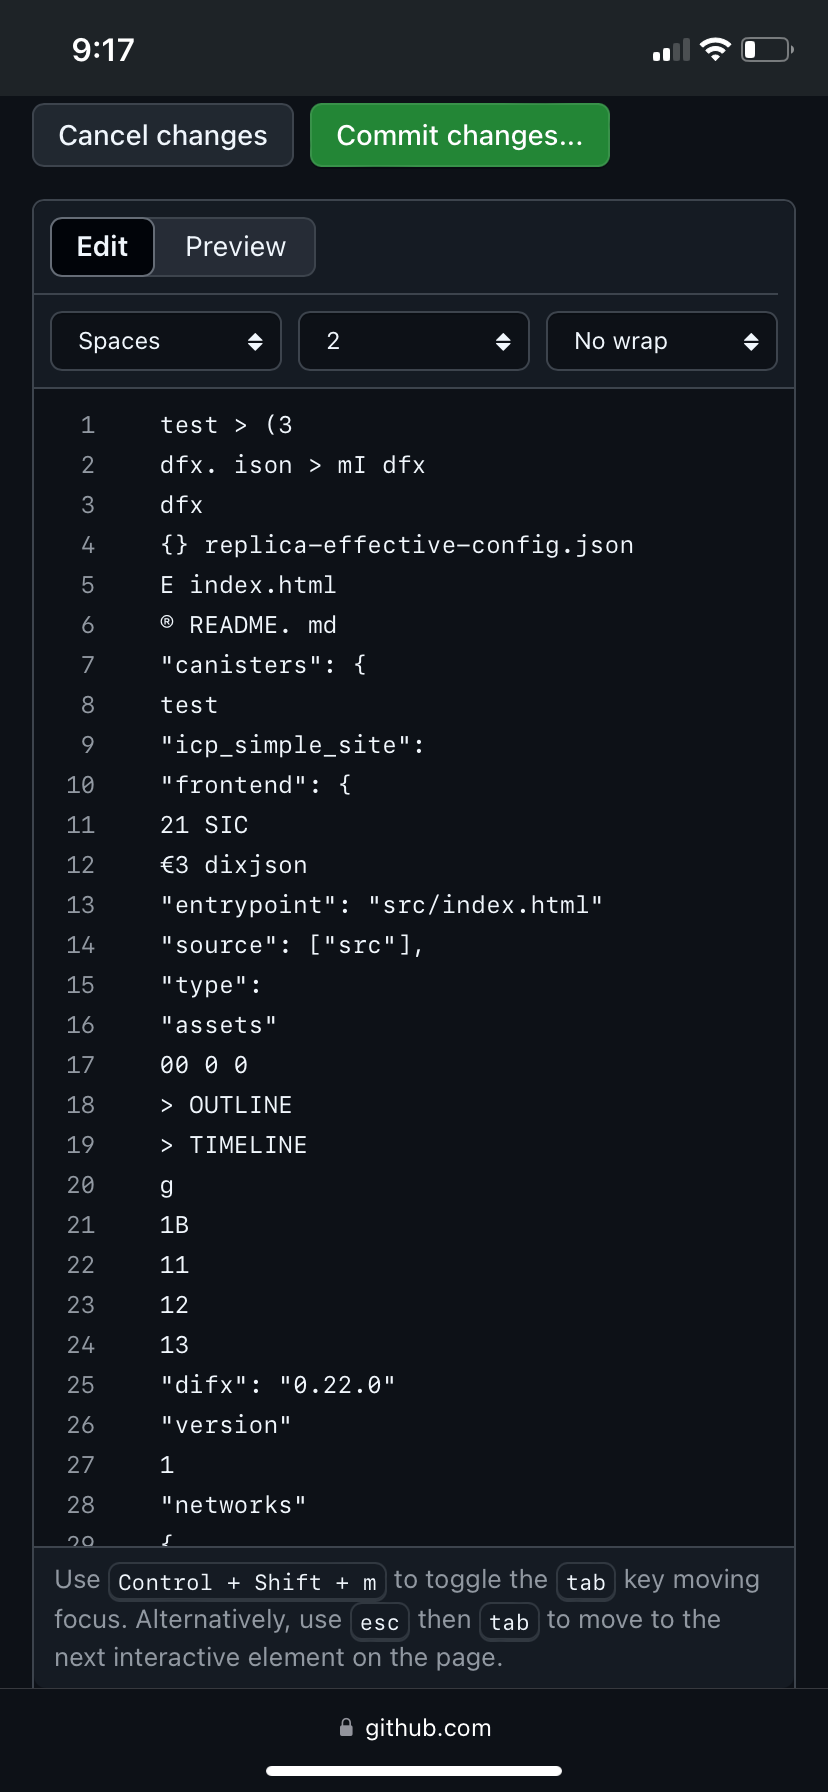 9:17
Cancel changes
Commit changes...
Edit
Preview
Spaces
2
No wrap
1 test > (3
2 dfx. ison > mI dfx
3 dfx
4 {} replica-effective-config.json
5 E index.html
6 ® README. md
7 "canisters": {
8 test
9 "icp_simple_site":
10 "frontend": {
11 21 SIC
12 €3 dixjson
13 "entrypoint": "src/index.html"
14 "source": ["src"],
15 "type":
16 "assets"
17 00 0 0
18 > OUTLINE
19 > TIMELINE
20 g
21 1B
22 11
23 12
24 13
25 "difx": "0.22.0"
26 "version"
27 1
28 "networks"
29 {
Use Control + Shift + m to toggle the tab key moving
focus. Alternatively, use esc then tab to move to the
next interactive element on the page.
github.com